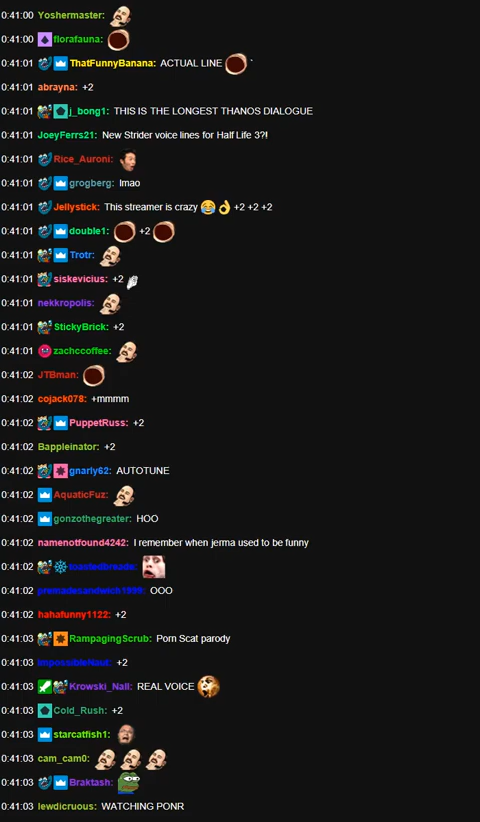 0:41:00 Yoshermaster:
0:41:00 florafauna:
0:41:01 ThatFunnyBanana: ACTUAL LINE `
0:41:01 abrayna: +2
0:41:01 j_bong1: THIS IS THE LONGEST THANOS DIALOGUE
0:41:01 JoeyFerrs21: New Strider voice lines for Half Life 3?!
0:41:01 Rice_Auroni:
0:41:01 grogberg: lmao
0:41:01 Jellystick: This streamer is crazy 😂👌 +2 +2 +2
0:41:01 double1: +2
0:41:01 Trotr:
0:41:01 siskevicius: +2
0:41:01 nekkropolis:
0:41:01 StickyBrick: +2
0:41:01 zachccoffee:
0:41:02 JTBman:
0:41:02 cojack078: +mmmm
0:41:02 PuppetRuss: +2
0:41:02 Bappleinator: +2
0:41:02 gnarly62: AUTOTUNE
0:41:02 AquaticFuz:
0:41:02 gonzothegreater: HOO
0:41:02 namenotfound4242: I remember when jerma used to be funny
0:41:02 toastedbreads:
0:41:02 premadesandwich1999: OOO
0:41:02 hahafunny1122: +2
0:41:03 RampagingScrub: Porn Scat parody
0:41:03 ImpossibleNaut: +2
0:41:03 Krowski_Nall: REAL VOICE
0:41:03 Cold_Rush: +2
0:41:03 starcatfish1:
0:41:03 cam_cam0:
0:41:03 Braktash:
0:41:03 lewdicruous: WATCHING PONR